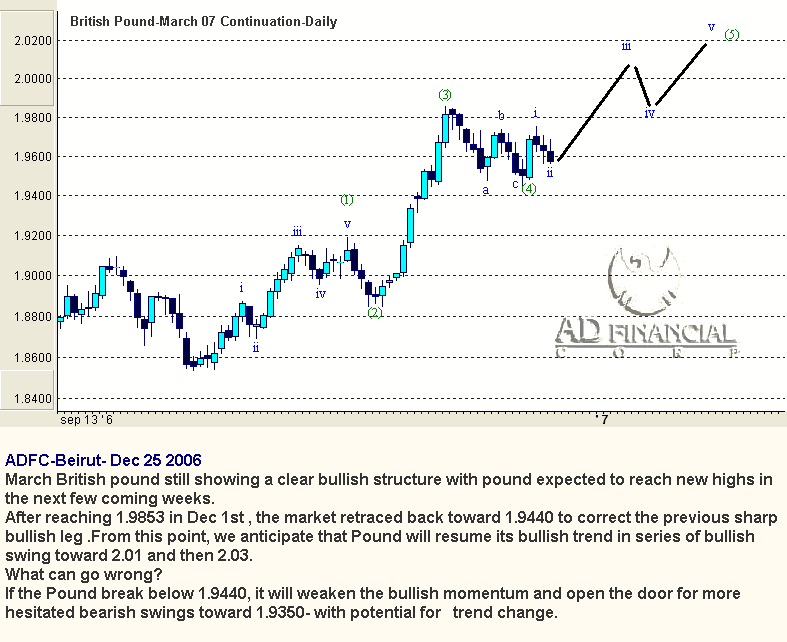 British Pound-March 07 Continuation-Daily
2.0200
2.0000
1.9800
1.9600
1.9400
1.9200
1.9000
1.8800
1.8600
1.8400
i
ii
iii
iv
v
(1)
(2)
(3)
a
b
c
(4)
i
ii
iii
iv
v
(5)
AD FINANCIAL
C O R P
sep 13 ' 6
' 7
ADFC-Beirut- Dec 25 2006
March British pound still showing a clear bullish structure with pound expected to reach new highs in
the next few coming weeks.
After reaching 1.9853 in Dec 1st , the market retraced back toward 1.9440 to correct the previous sharp
bullish leg .From this point, we anticipate that Pound will resume its bullish trend in series of bullish
swing toward 2.01 and then 2.03.
What can go wrong?
If the Pound break below 1.9440, it will weaken the bullish momentum and open the door for more
hesitated bearish swings toward 1.9350- with potential for trend change.